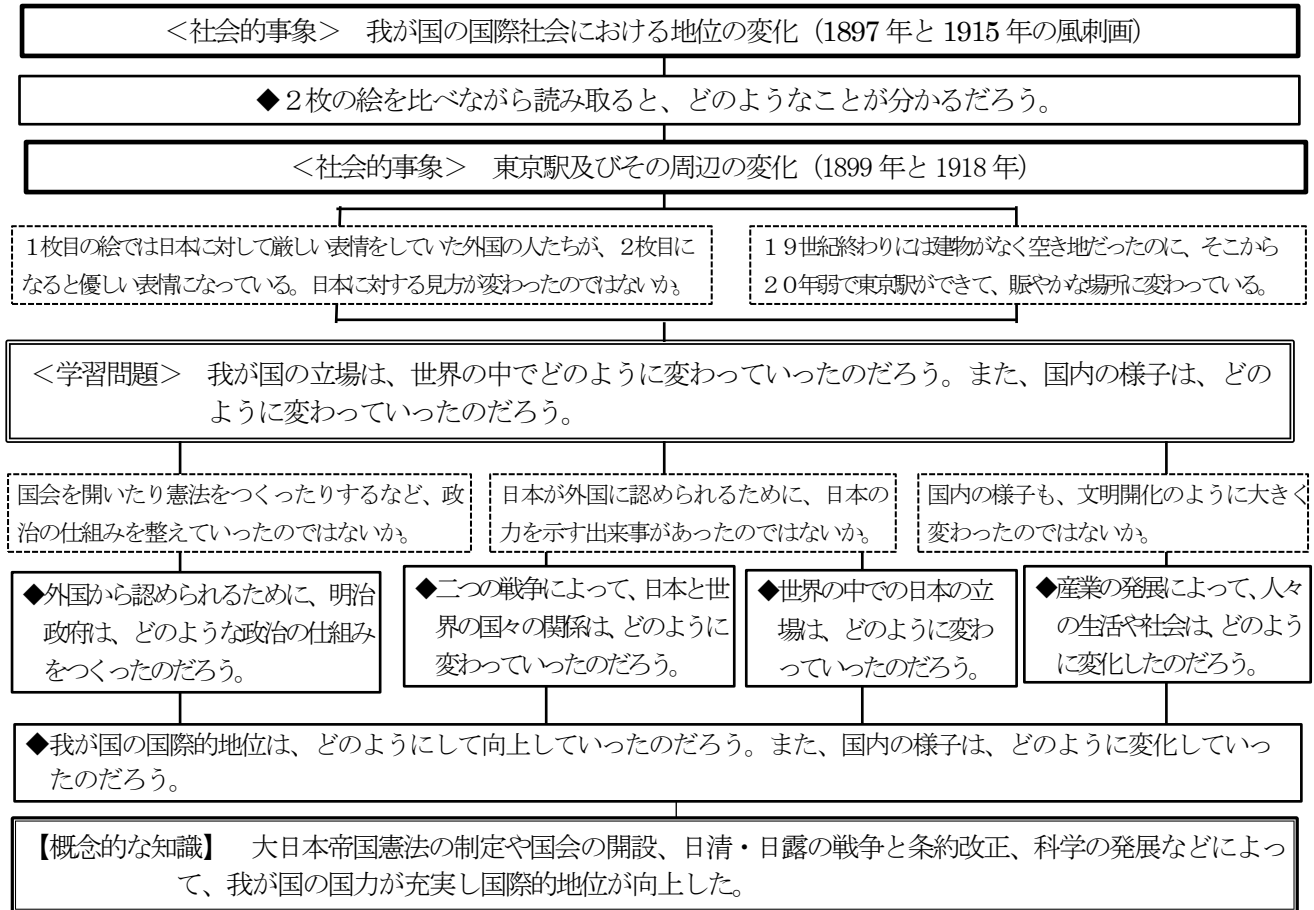 ＜社会的事象＞　我が国の国際社会における地位の変化（1897年と1915年の風刺画）
◆２枚の絵を比べながら読み取ると、どのようなことが分かるだろう。
＜社会的事象＞　東京駅及びその周辺の変化（1899年と1918年）
１枚目の絵では日本に対して厳しい表情をしていた外国の人たちが、２枚目に
なると優しい表情になっている。日本に対する見方が変わったのではないか。
１９世紀終わりには建物がなく空き地だったのに、そこから
２０年弱で東京駅ができて、賑やかな場所に変わっている。
＜学習問題＞　我が国の立場は、世界の中でどのように変わっていったのだろう。また、国内の様子は、どの
ように変わっていったのだろう。
国会を開いたり憲法をつくったりするなど、政
治の仕組みを整えていったのではないか。
日本が外国に認められるために、日本の
力を示す出来事があったのではないか。
国内の様子も、文明開化のように大きく
変わったのではないか。
◆外国から認められるために、明治
政府は、どのような政治の仕組み
をつくったのだろう。
◆二つの戦争によって、日本と世
界の国々の関係は、どのように
変わっていったのだろう。
◆世界の中での日本の立
場は、どのように変わ
っていったのだろう。
◆産業の発展によって、人々
の生活や社会は、どのよう
に変化したのだろう。
◆我が国の国際的地位は、どのようにして向上していったのだろう。また、国内の様子は、どのように変化していっ
たのだろう。
【概念的な知識】　大日本帝国憲法の制定や国会の開設、日清・日露の戦争と条約改正、科学の発展などによっ
て、我が国の国力が充実し国際的地位が向上した。